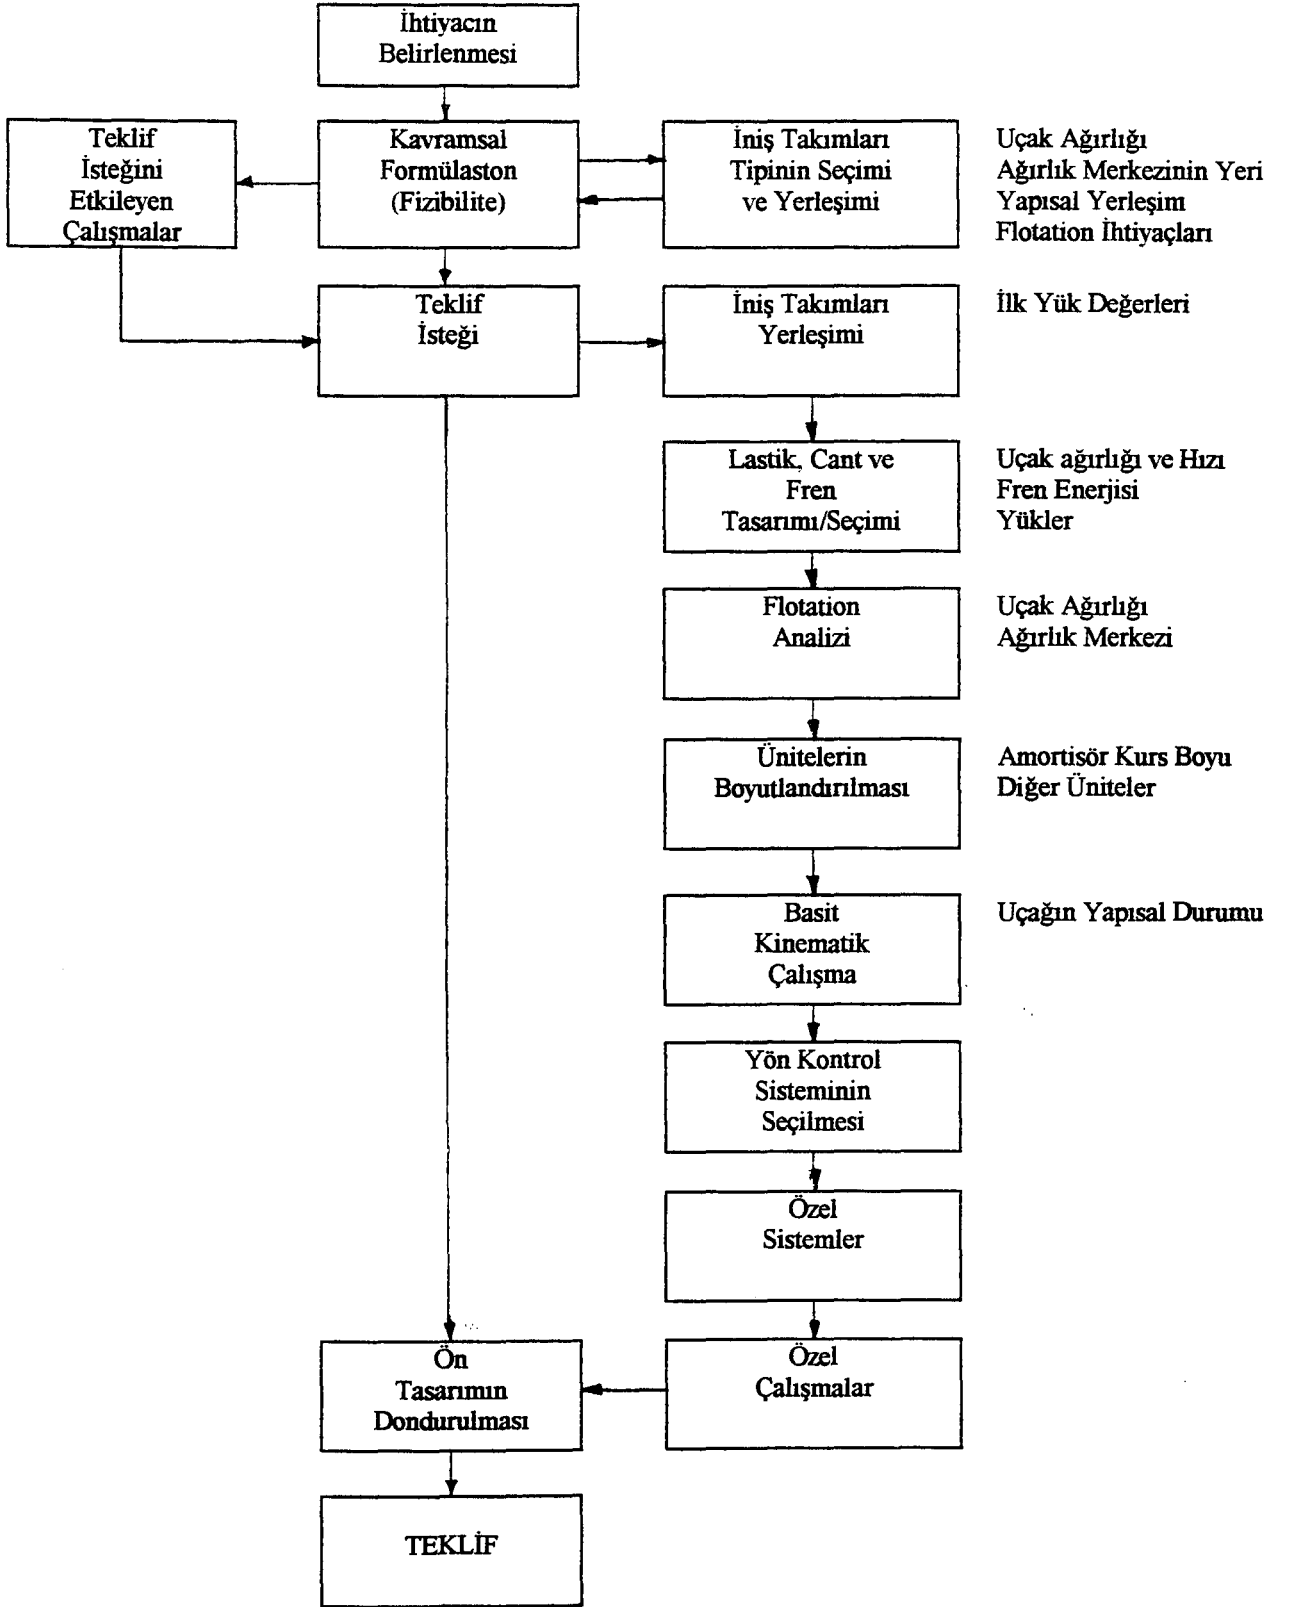 İhtiyacın
Belirlenmesi
Teklif
İsteğini
Etkileyen
Çalışmalar
Kavramsal
Formülaston
(Fizibilite)
İniş Takımları
Tipinin Seçimi
ve Yerleşimi
Uçak Ağırlığı
Ağırlık Merkezinin Yeri
Yapısal Yerleşim
Flotation İhtiyaçları
Teklif
İsteği
İniş Takımları
Yerleşimi
İlk Yük Değerleri
Lastik, Cant ve
Fren
Tasarımı/Seçimi
Uçak ağırlığı ve Hızı
Fren Enerjisi
Yükler
Flotation
Analizi
Uçak Ağırlığı
Ağırlık Merkezi
Ünitelerin
Boyutlandırılması
Amortisör Kurs Boyu
Diğer Üniteler
Basit
Kinematik
Çalışma
Uçağın Yapısal Durumu
Yön Kontrol
Sisteminin
Seçilmesi
Özel
Sistemler
Ön
Tasarımın
Dondurulması
Özel
Çalışmalar
TEKLİF